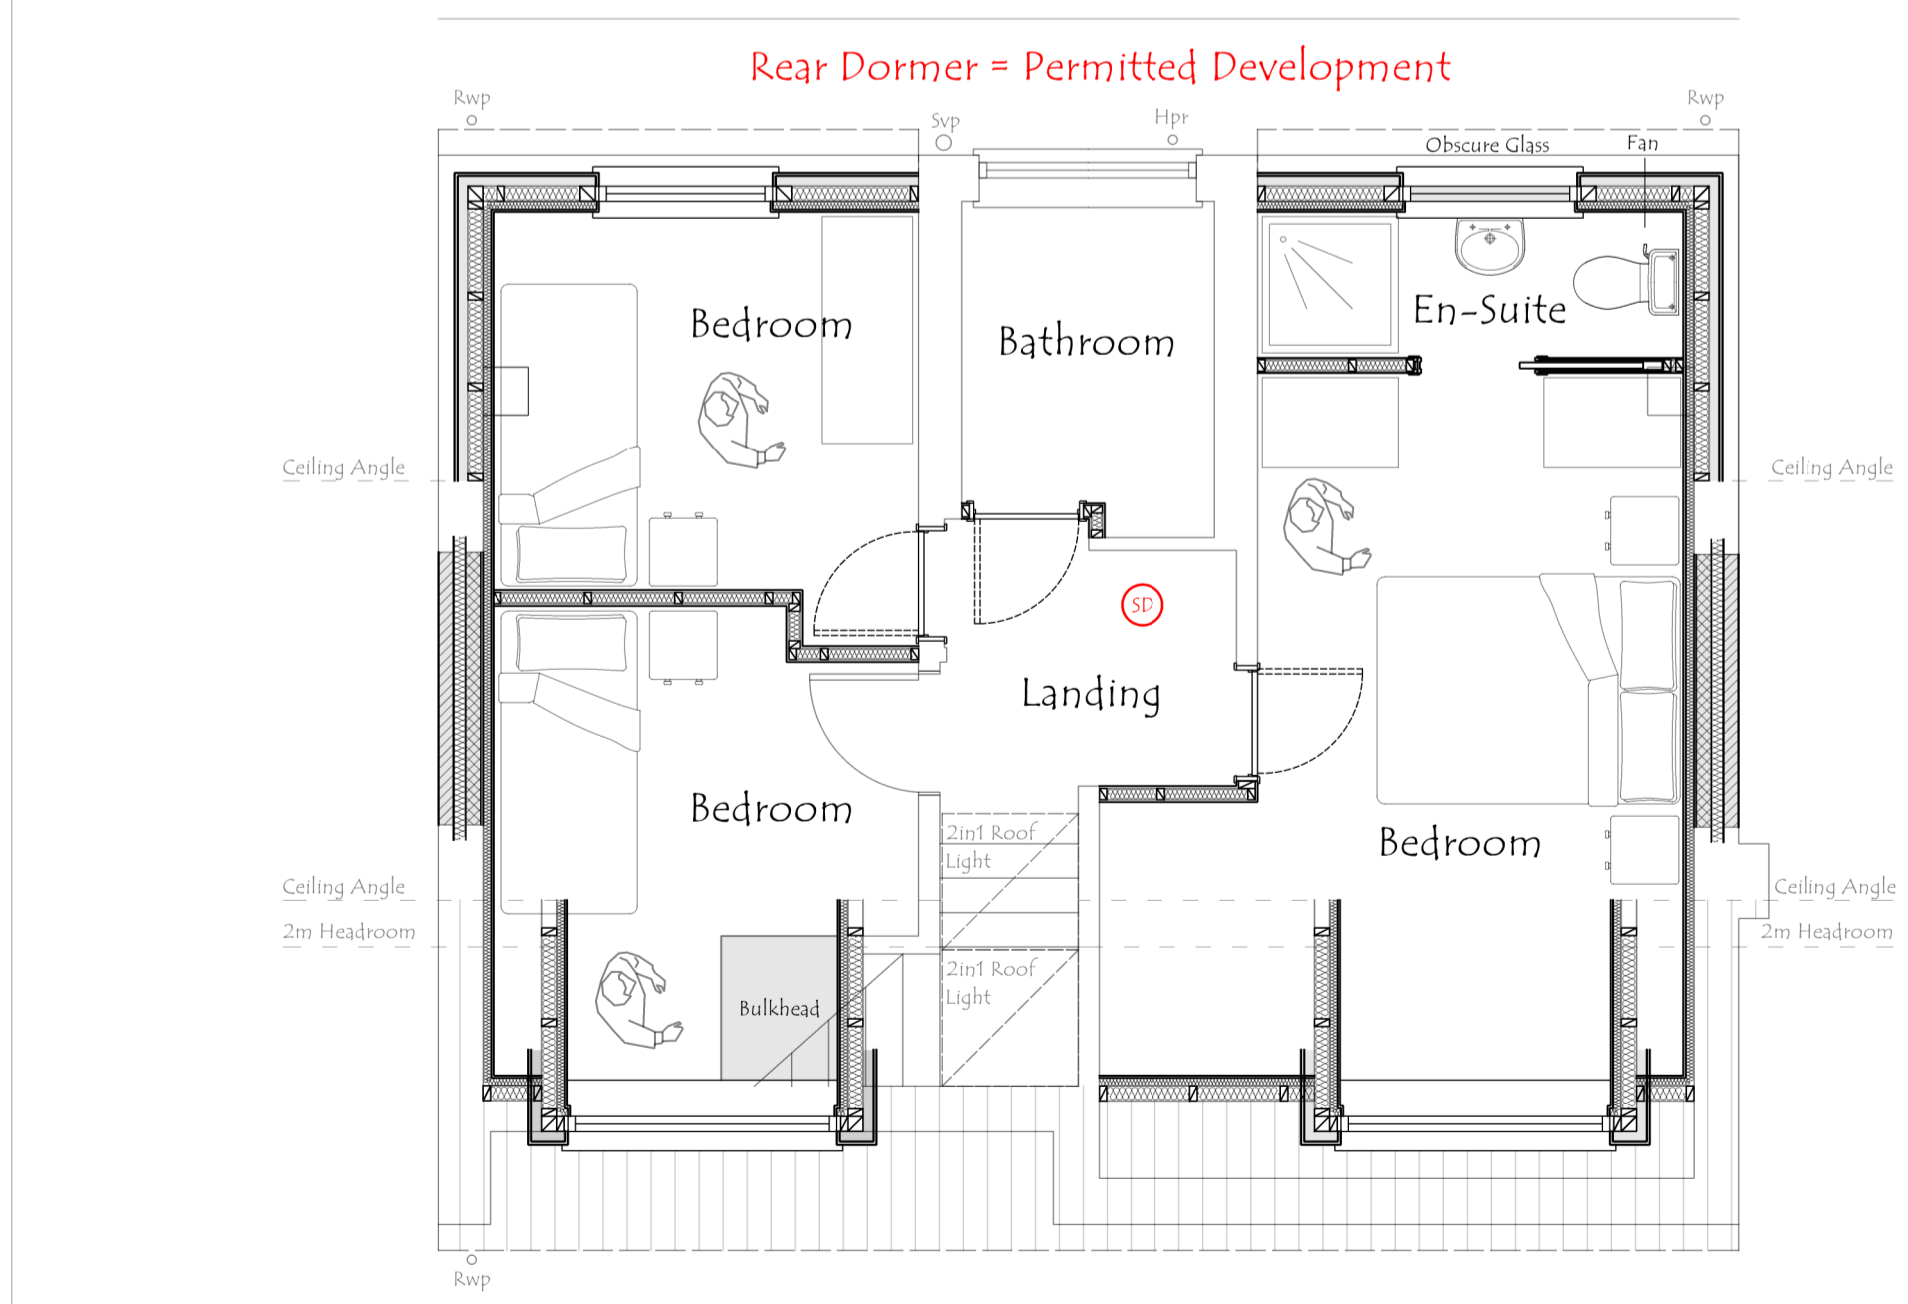 Rear Dormer = Permitted Development
Rwp
Svp
Hpr
Rwp
Obscure Glass
Fan
Bedroom
Bathroom
En-Suite
Ceiling Angle
Ceiling Angle
SD
Landing
Bedroom
2in1 Roof
Light
Bedroom
Ceiling Angle
Ceiling Angle
2m Headroom
2m Headroom
2in1 Roof
Light
Bulkhead
Rwp